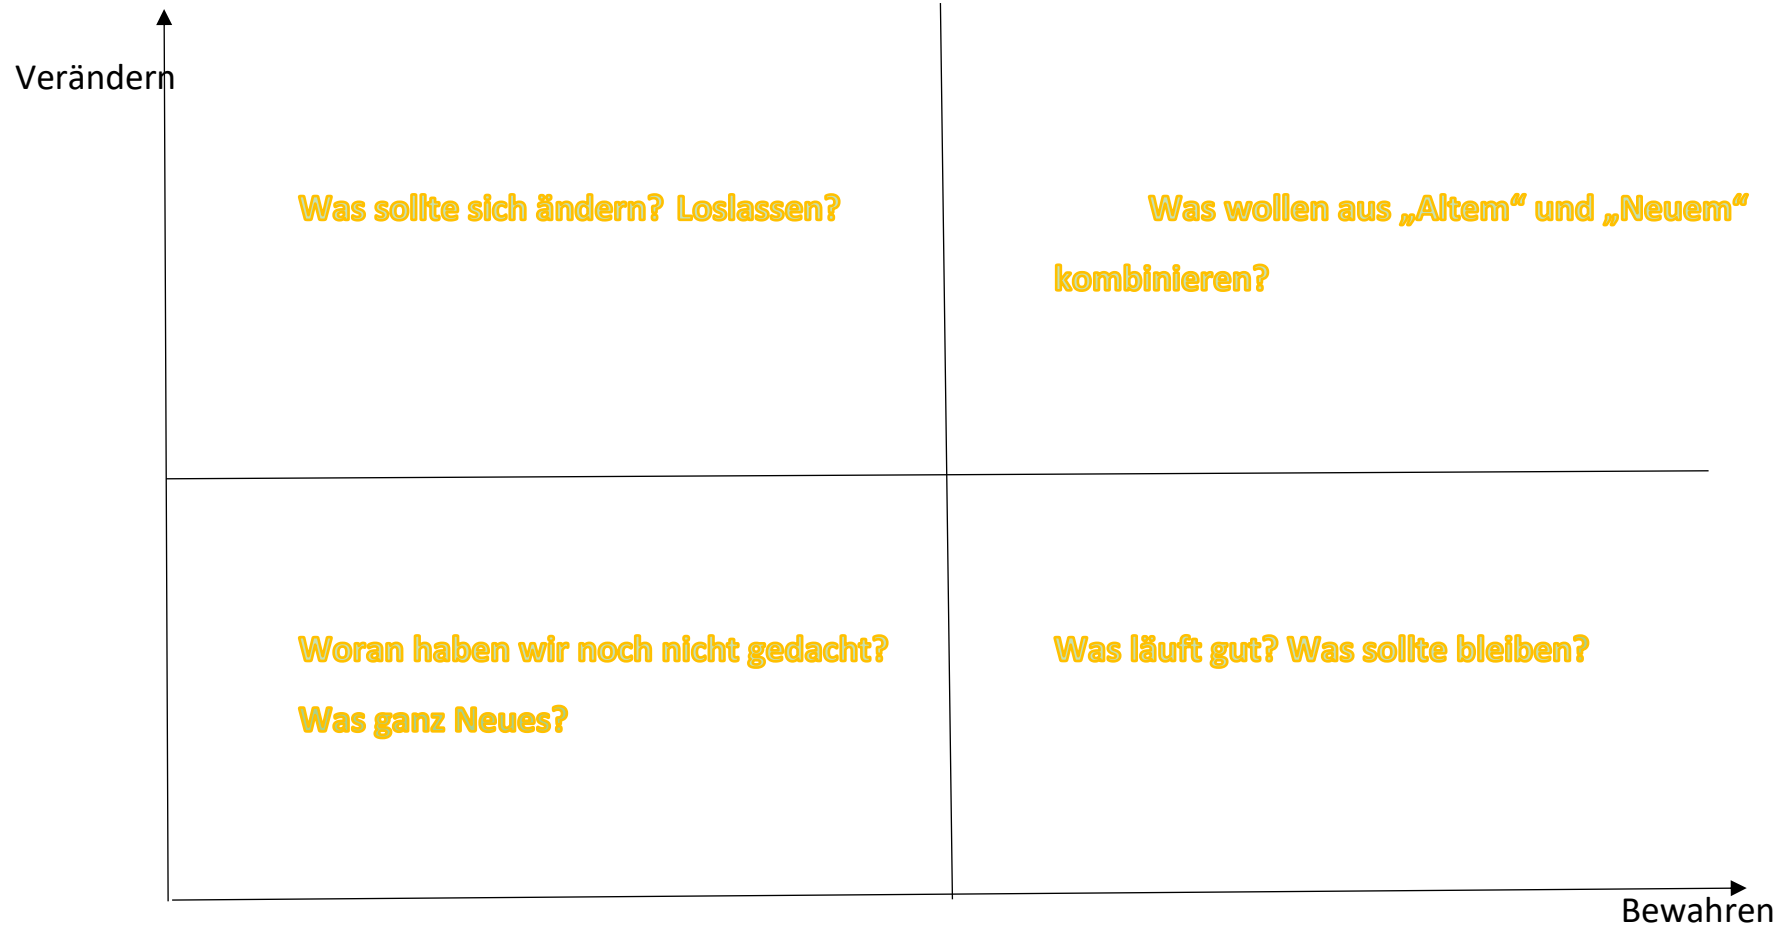 Verändern
Was sollte sich ändern? Loslassen?
Was wollen aus „Altem“ und „Neuem“
kombinieren?
Woran haben wir noch nicht gedacht?
Was ganz Neues?
Was läuft gut? Was sollte bleiben?
Bewahren